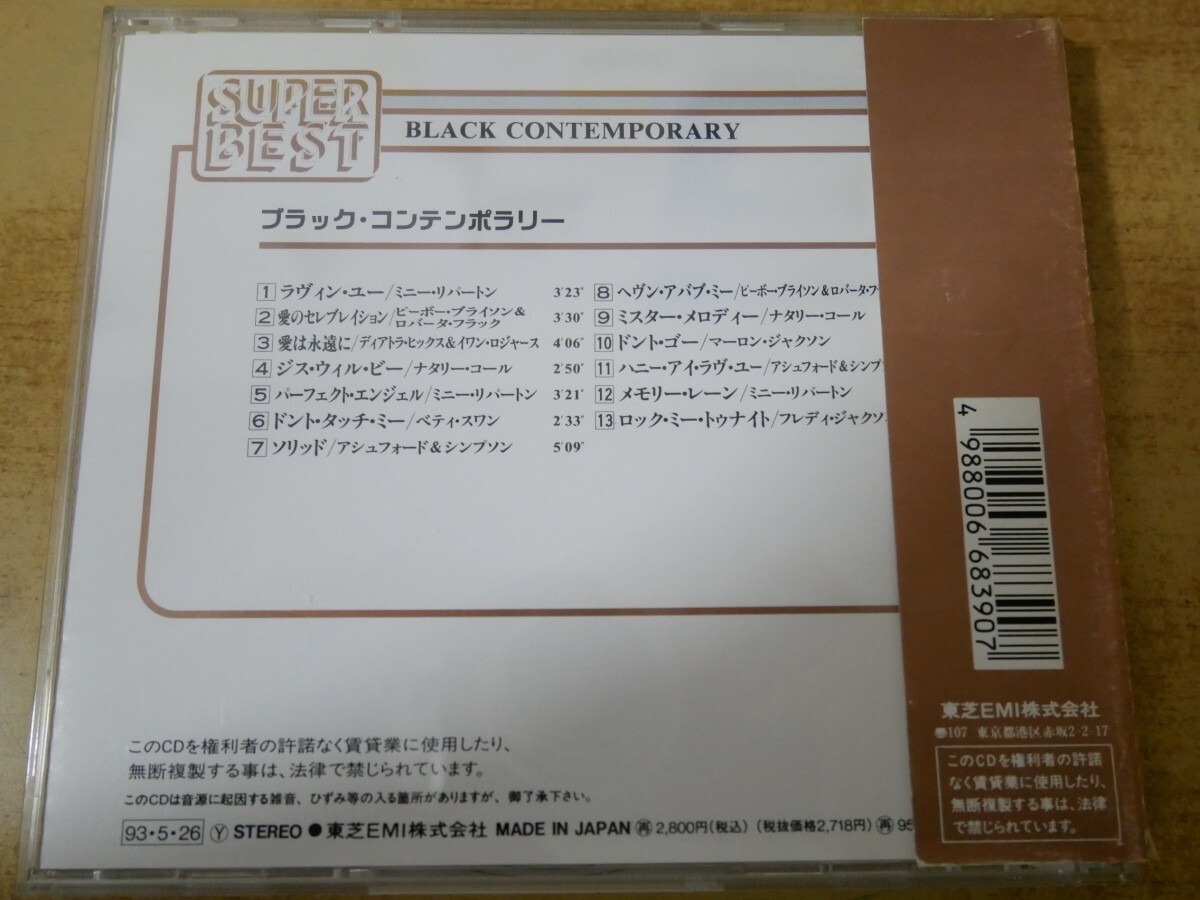 SUPER
BEST
BLACK CONTEMPORARY
ブラック・コンテンポラリー
1 ラヴィン・ユー/ミニー・リパートン 3'23"
2 愛のセレブレイション/ピーボー・ブライソン&
ロバータ・フラック 3'30"
3 愛は永遠に/ディアトラ・ヒックス&イワン・ロジャース 4'06"
4 ジス・ウィル・ビー/ナタリー・コール 2'50"
5 パーフェクト・エンジェル/ミニー・リパートン 3'21"
6 ドント・タッチ・ミー/ベティ・スワン 2'33"
7 ソリッド/アシュフォード&シンプソン 5'09"
8 ヘヴン・アバブ・ミー/ピーボー・ブライソン&ロバータ・フ
9 ミスター・メロディー/ナタリー・コール
10 ドント・ゴー/マーロン・ジャクソン
11 ハニー・アイ・ラヴ・ユー/アシュフォード&シンプ
12 メモリー・レーン/ミニー・リパートン
13 ロック・ミー・トゥナイト/フレディ・ジャクソ
このCDを権利者の許諾なく賃貸業に使用したり、
無断複製する事は、法律で禁じられています。
このCDは音源に起因する雑音、ひずみ等の入る箇所がありますが、御了承下さい。
93・5・26 Ⓨ STEREO ● 東芝EMI株式会社 MADE IN JAPAN ㊢ 2,800円(税込) (税抜価格2,718円) ㊢ 95
4 988006 683907
東芝EMI株式会社
〠107 東京都港区赤坂2-2-17
このCDを権利者の許諾
なく賃貸業に使用したり、
無断複製する事は、法律
で禁じられています。